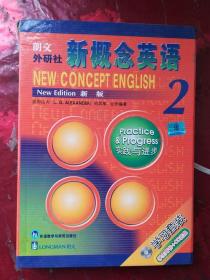 朗文
外研社
新概念英语
NEW CONCEPT ENGLISH
New Edition 新版
2
L. G. ALEXANDER
Practice & Progress
实践与进步
外语教学与研究出版社
LONGMAN 朗文